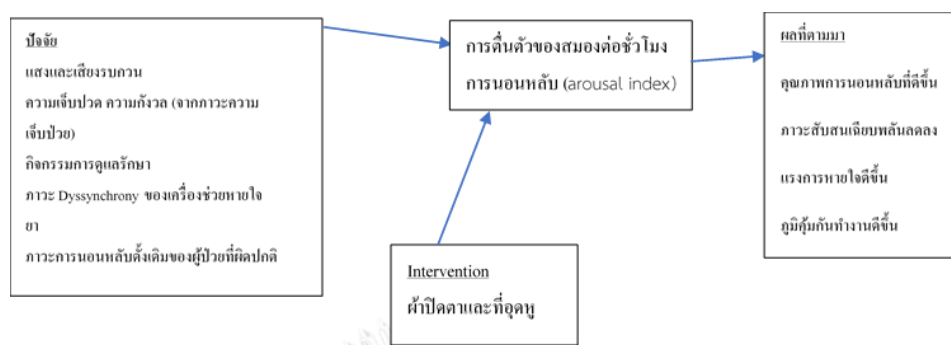 ปัจจัย
แสงและเสียงรบกวน
ความเจ็บปวด ความกังวล (จากภาวะความ
เจ็บป่วย)
กิจกรรมการดูแลรักษา
ภาวะ Dyssynchrony ของเครื่องช่วยหายใจ
ยา
ภาวะการนอนหลับดั้งเดิมของผู้ป่วยที่ผิดปกติ
การตื่นตัวของสมองต่อชั่วโมง
การนอนหลับ (arousal index)
Intervention
ผ้าปิดตาและที่อุดหู
ผลที่ตามมา
คุณภาพการนอนหลับที่ดีขึ้น
ภาวะสับสนเฉียบพลันลดลง
แรงการหายใจดีขึ้น
ภูมิคุ้มกันทำงานดีขึ้น